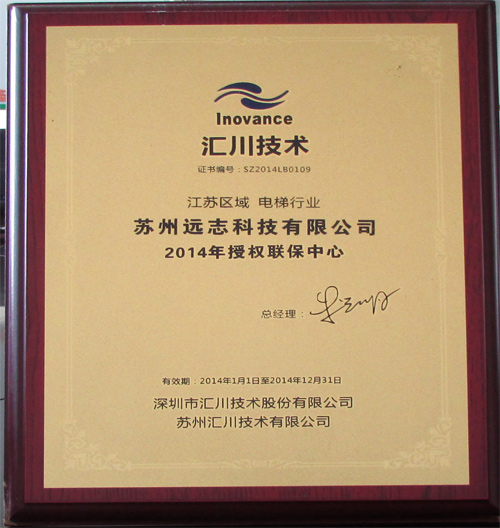 Inovance
汇川技术
证书编号：SZ2014LB0109
江苏区域 电梯行业
苏州远志科技有限公司
2014年授权联保中心
总经理：
有效期：2014年1月1日至2014年12月31日
深圳市汇川技术股份有限公司
苏州汇川技术有限公司